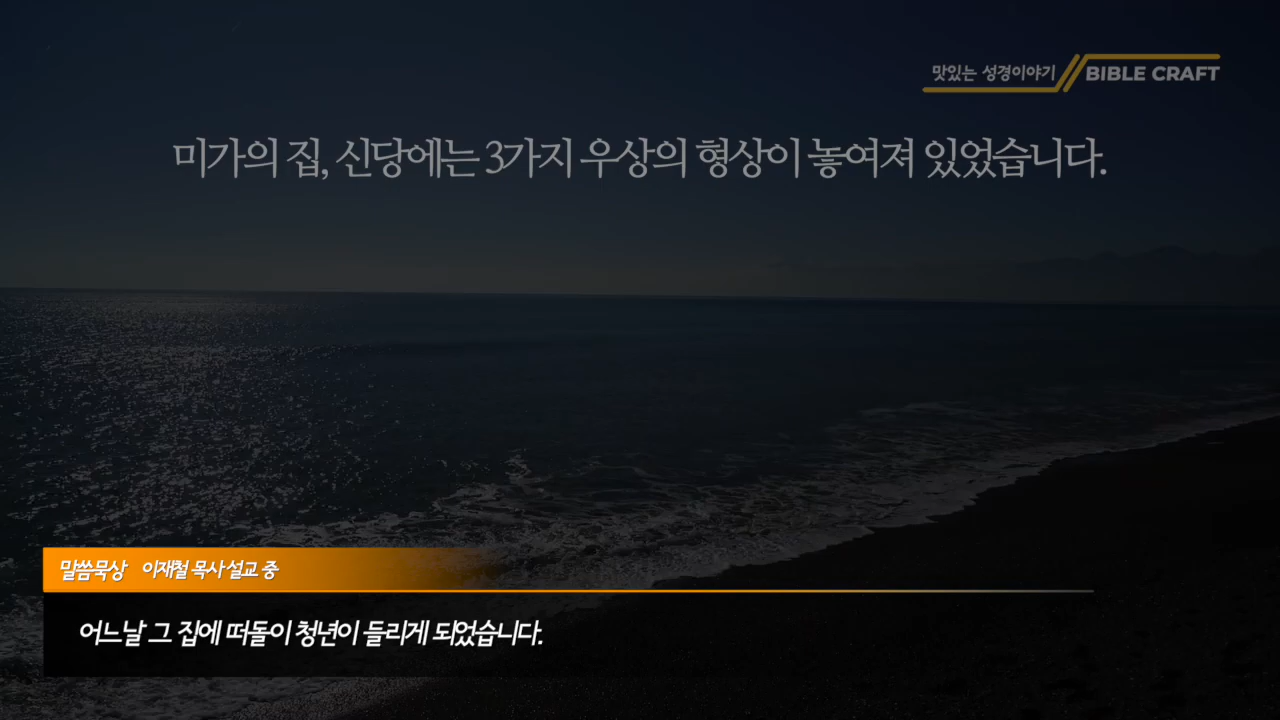 맛있는 성경이야기 BIBLE CRAFT
미가의 집, 신당에는 3가지 우상의 형상이 놓여져 있었습니다.
말씀묵상 이재철 목사 설교 중
어느날 그 집에 떠돌이 청년이 들리게 되었습니다.